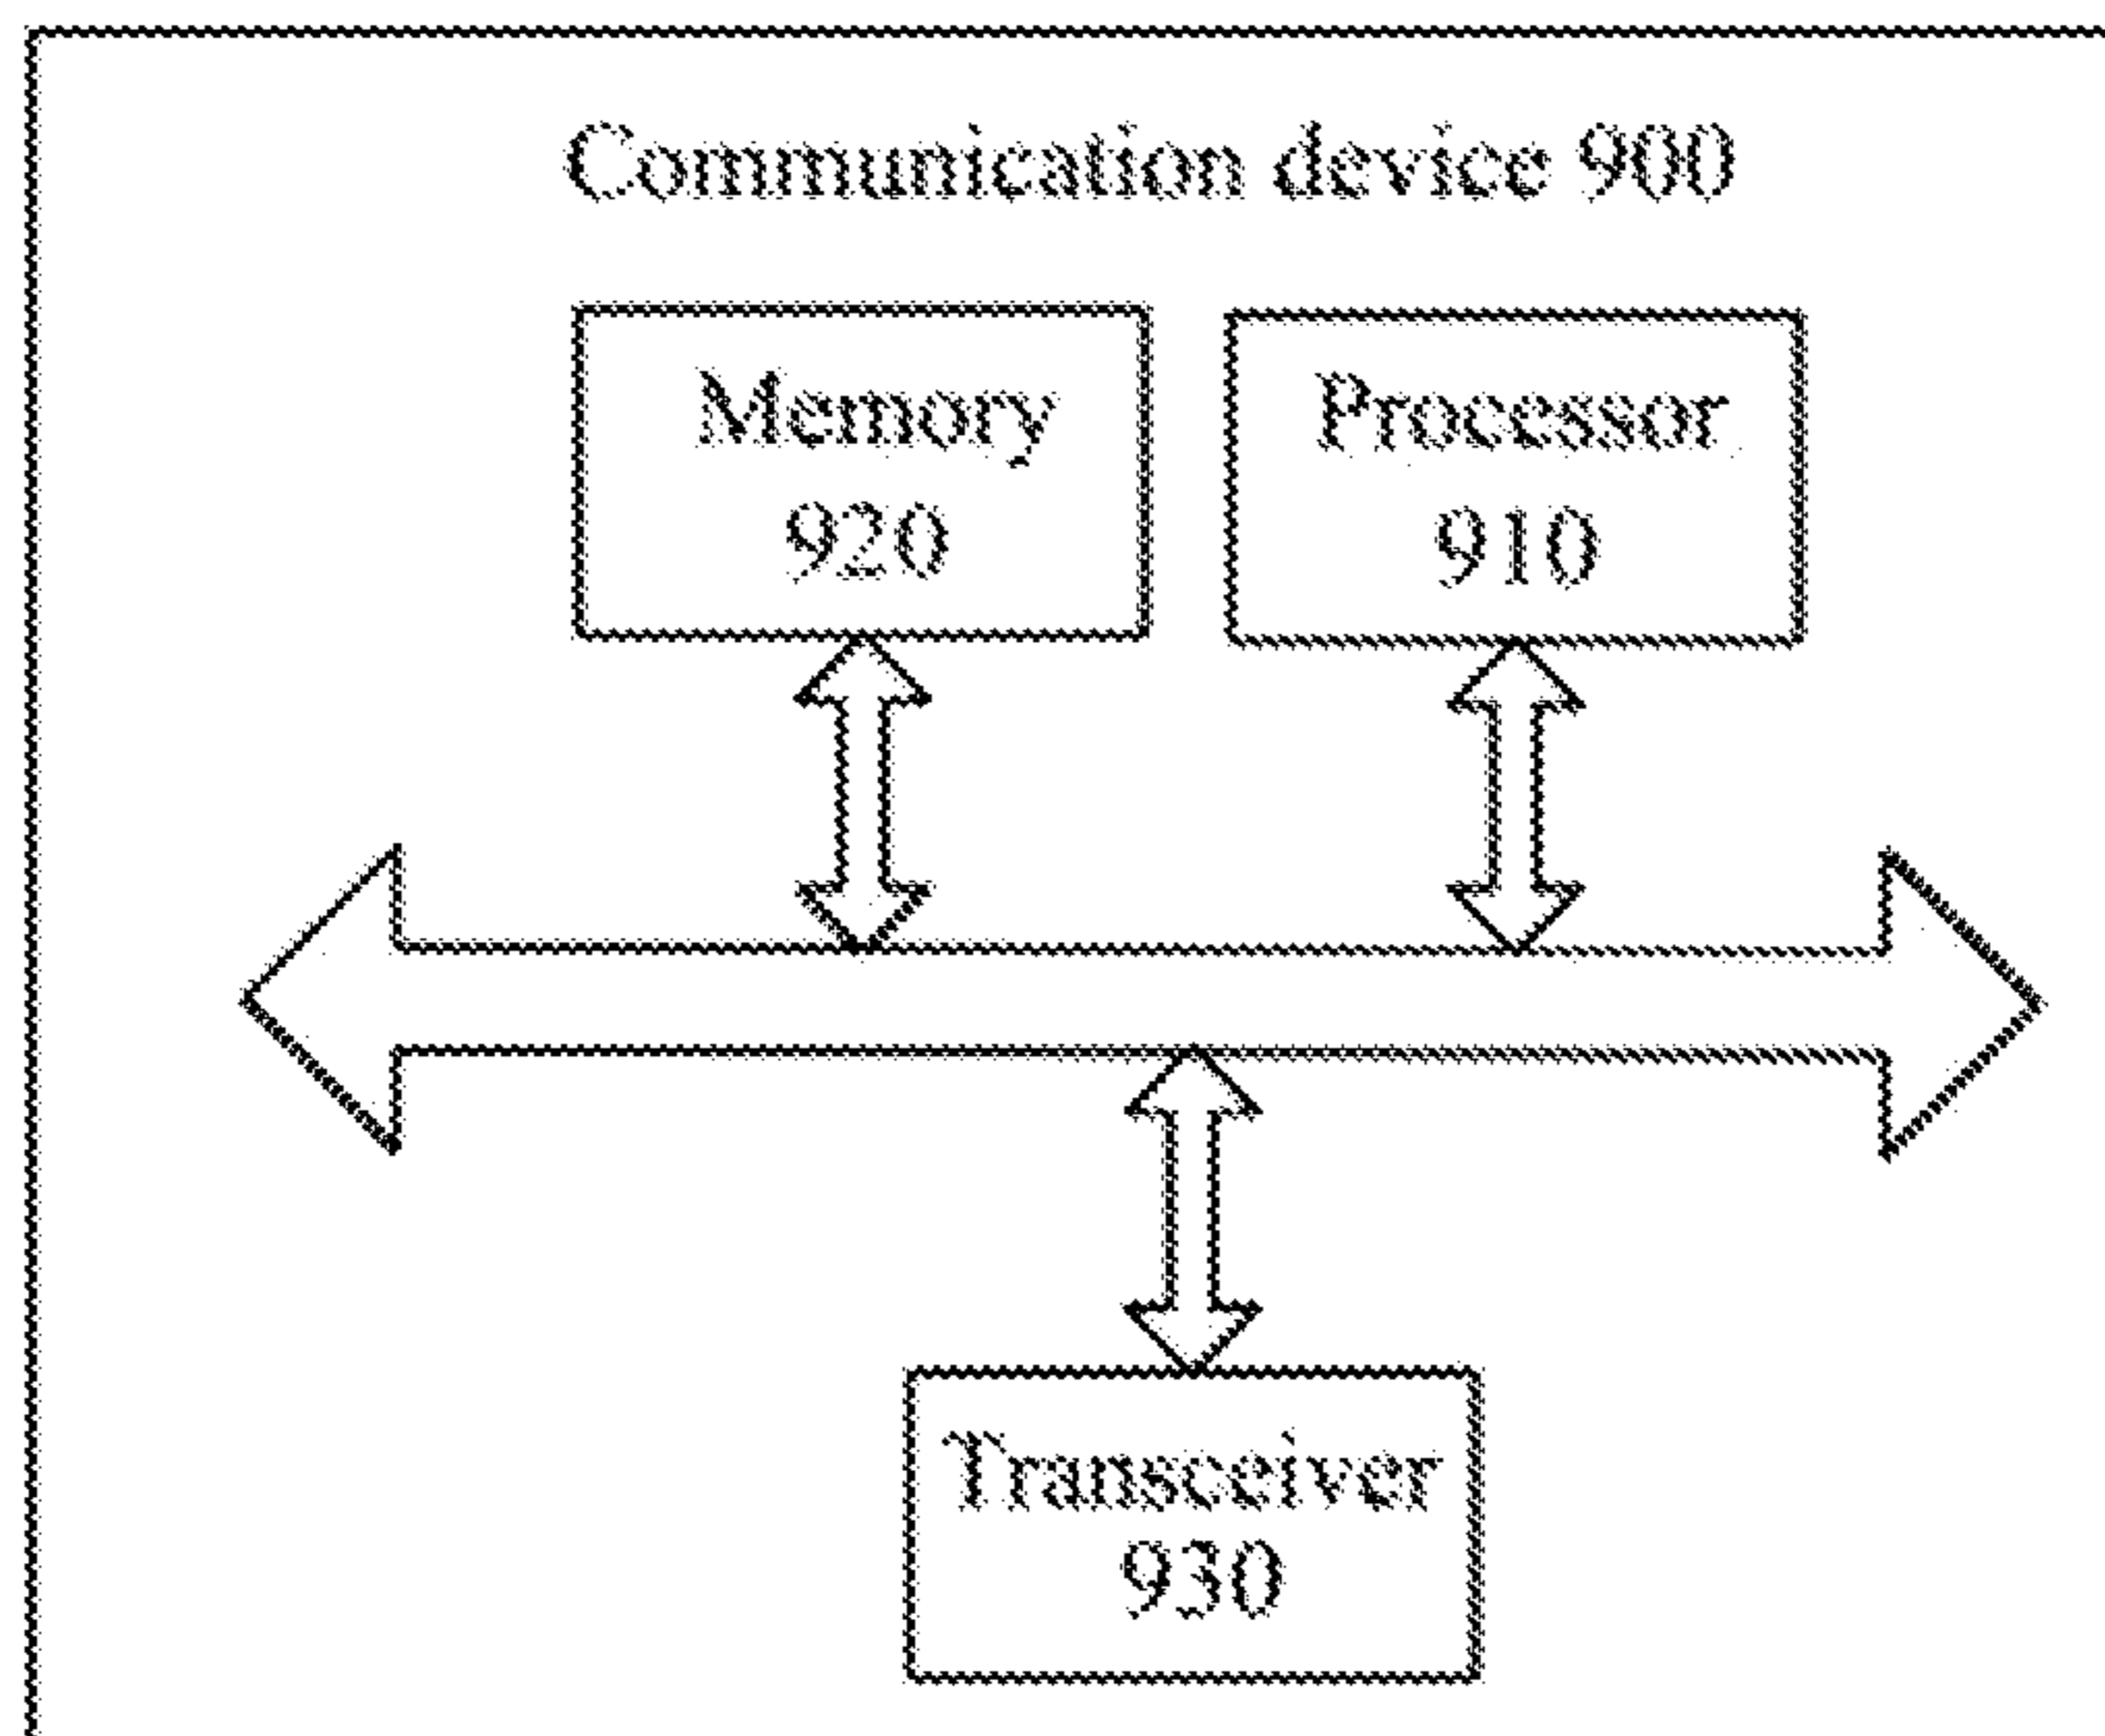 Communication device 900
Memory
920
Processor
910
Transceiver
930